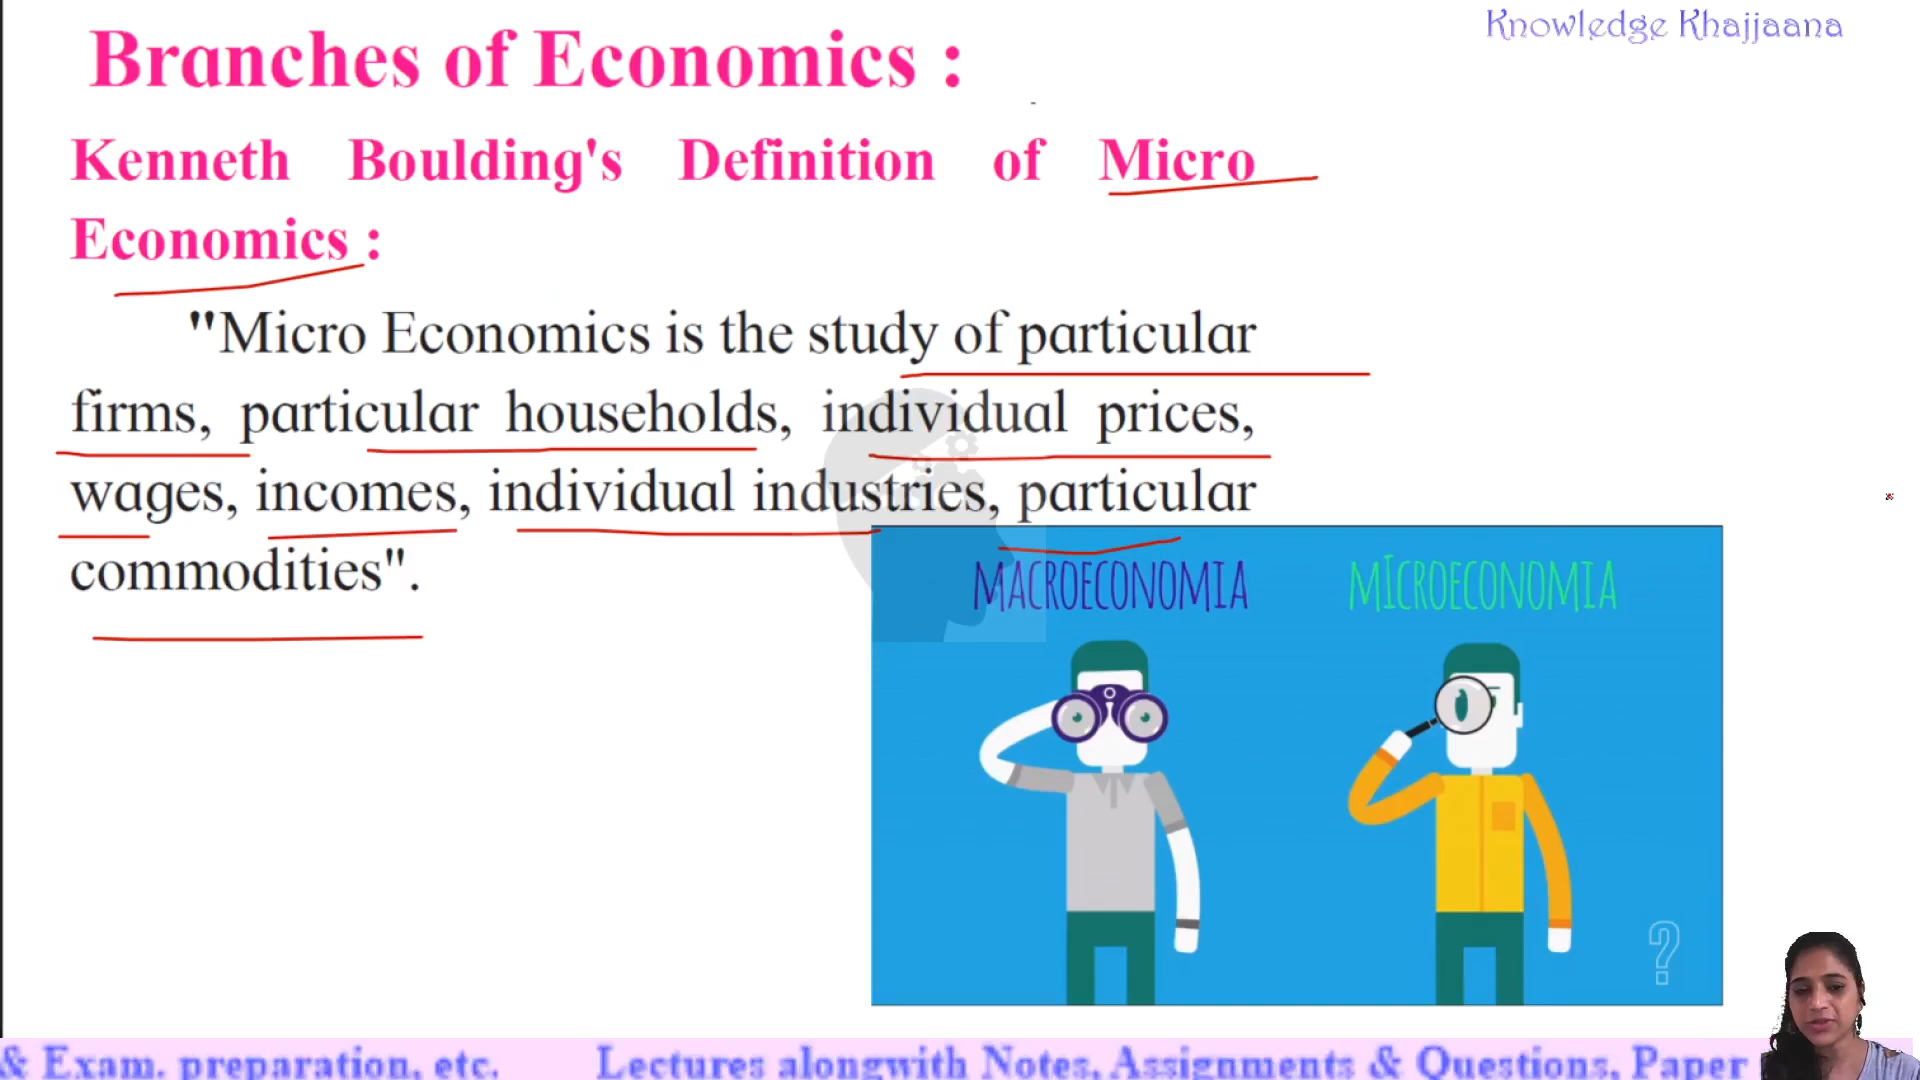 Knowledge Khajjaana
Branches of Economics :
Kenneth Boulding's Definition of Micro
Economics :
"Micro Economics is the study of particular
firms, particular households, individual prices,
wages, incomes, individual industries, particular
commodities".
MACROECONOMIA
MICROECONOMIA
?
& Exam. preparation, etc. Lectures alongwith Notes, Assignments & Questions, Paper